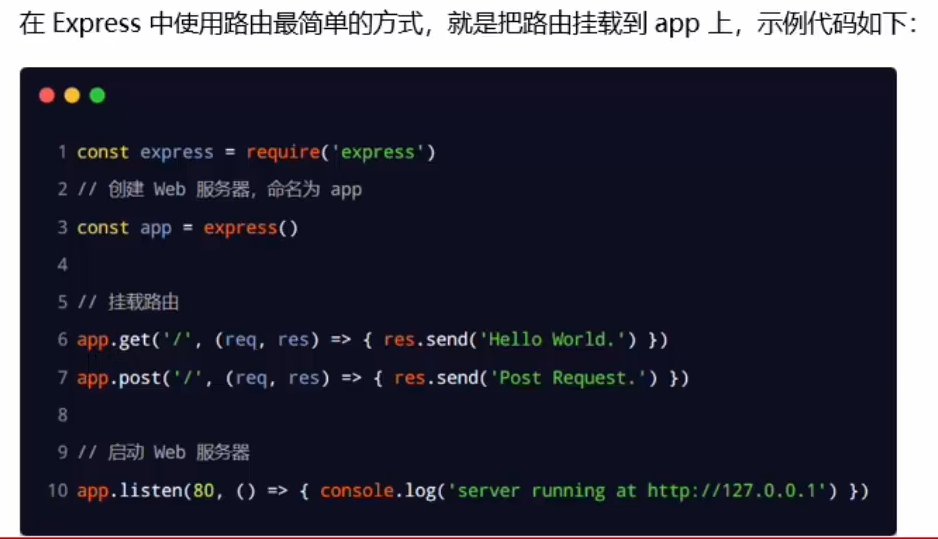 在 Express 中使用路由最简单的方式，就是把路由挂载到 app 上，示例代码如下：
1 const express = require('express')
2 // 创建 Web 服务器，命名为 app
3 const app = express()
4
5 // 挂载路由
6 app.get('/', (req, res) => { res.send('Hello World.') })
7 app.post('/', (req, res) => { res.send('Post Request.') })
8
9 // 启动 Web 服务器
10 app.listen(80, () => { console.log('server running at http://127.0.0.1') })